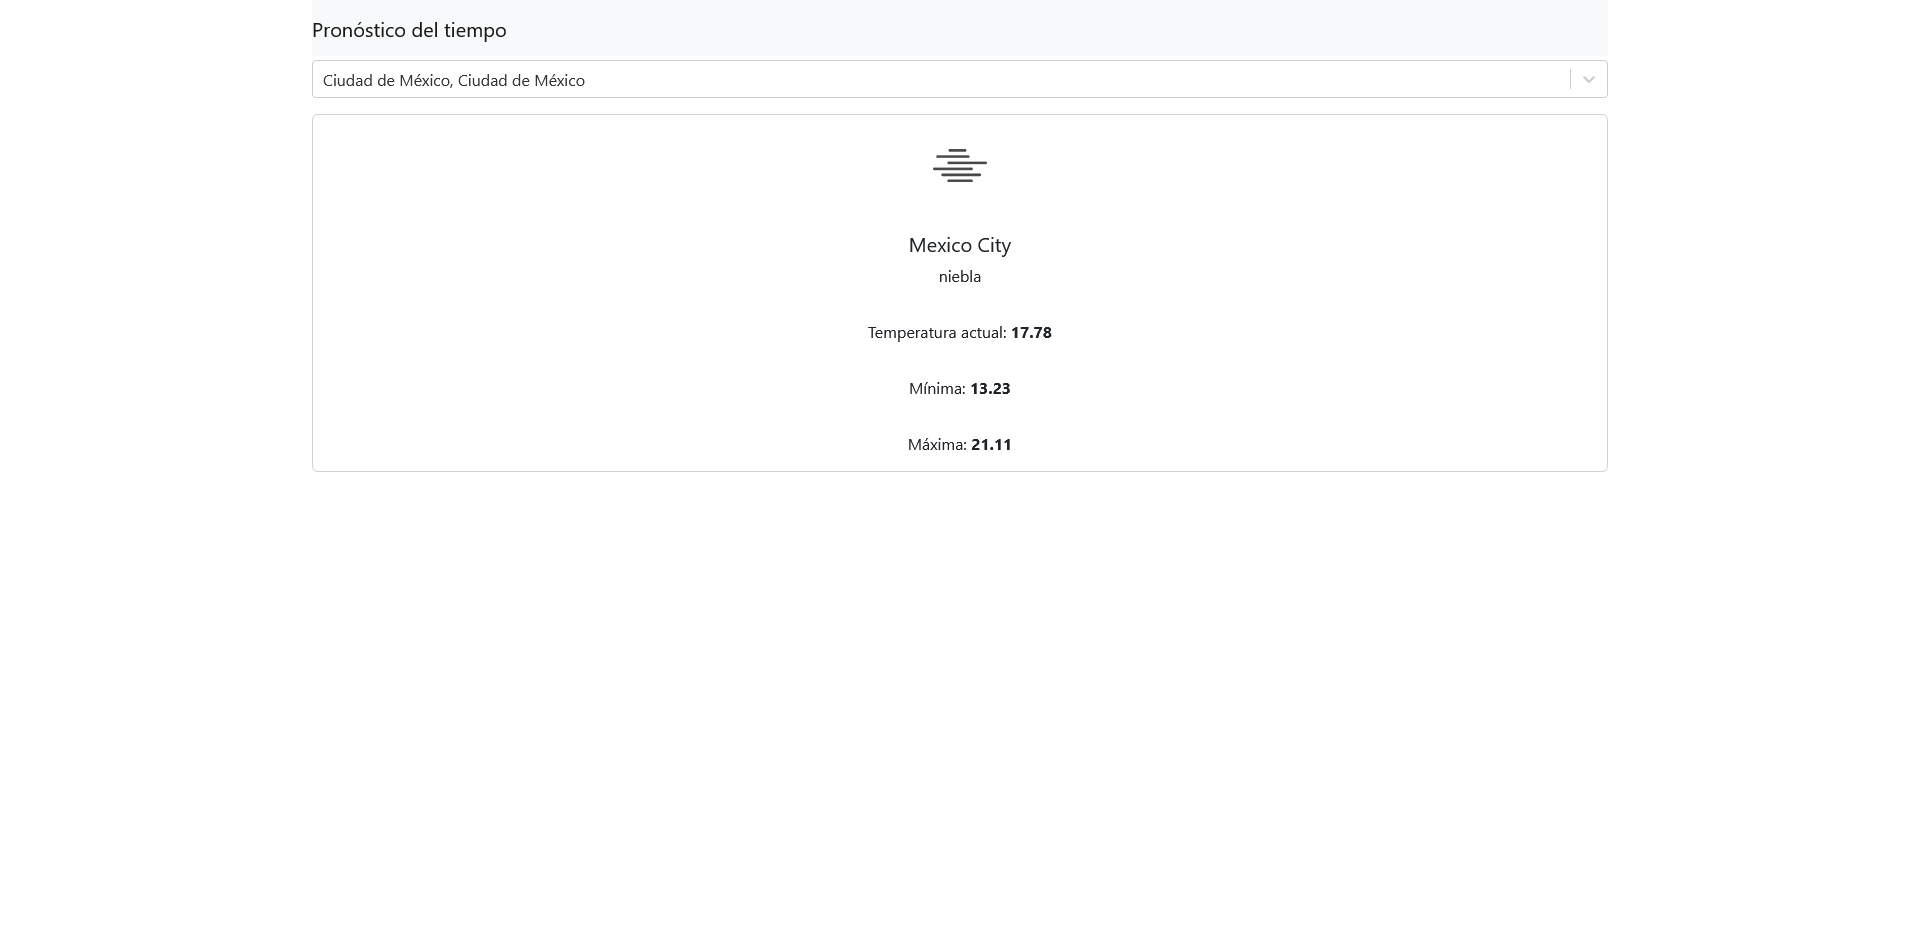 Pronóstico del tiempo
Ciudad de México, Ciudad de México
Mexico City
niebla
Temperatura actual: 17.78
Mínima: 13.23
Máxima: 21.11